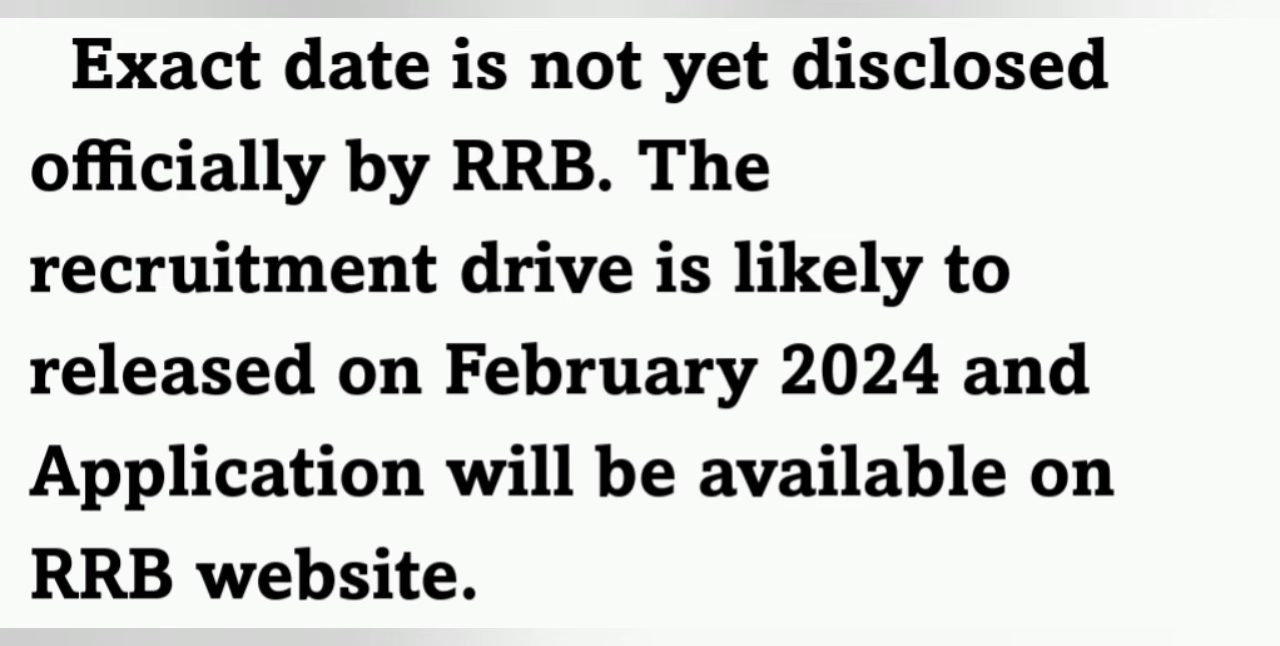 Exact date is not yet disclosed
officially by RRB. The
recruitment drive is likely to
released on February 2024 and
Application will be available on
RRB website.